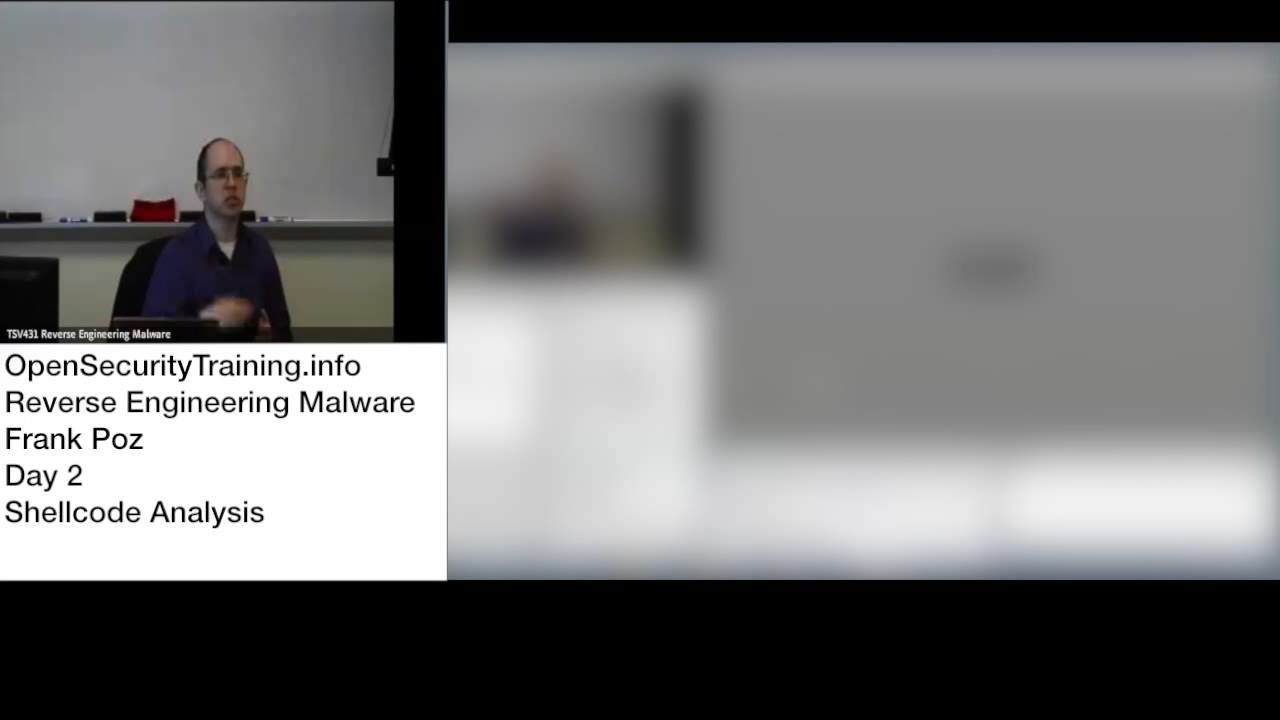 TSV431 Reverse Engineering Malware
OpenSecurityTraining.info
Reverse Engineering Malware
Frank Poz
Day 2
Shellcode Analysis